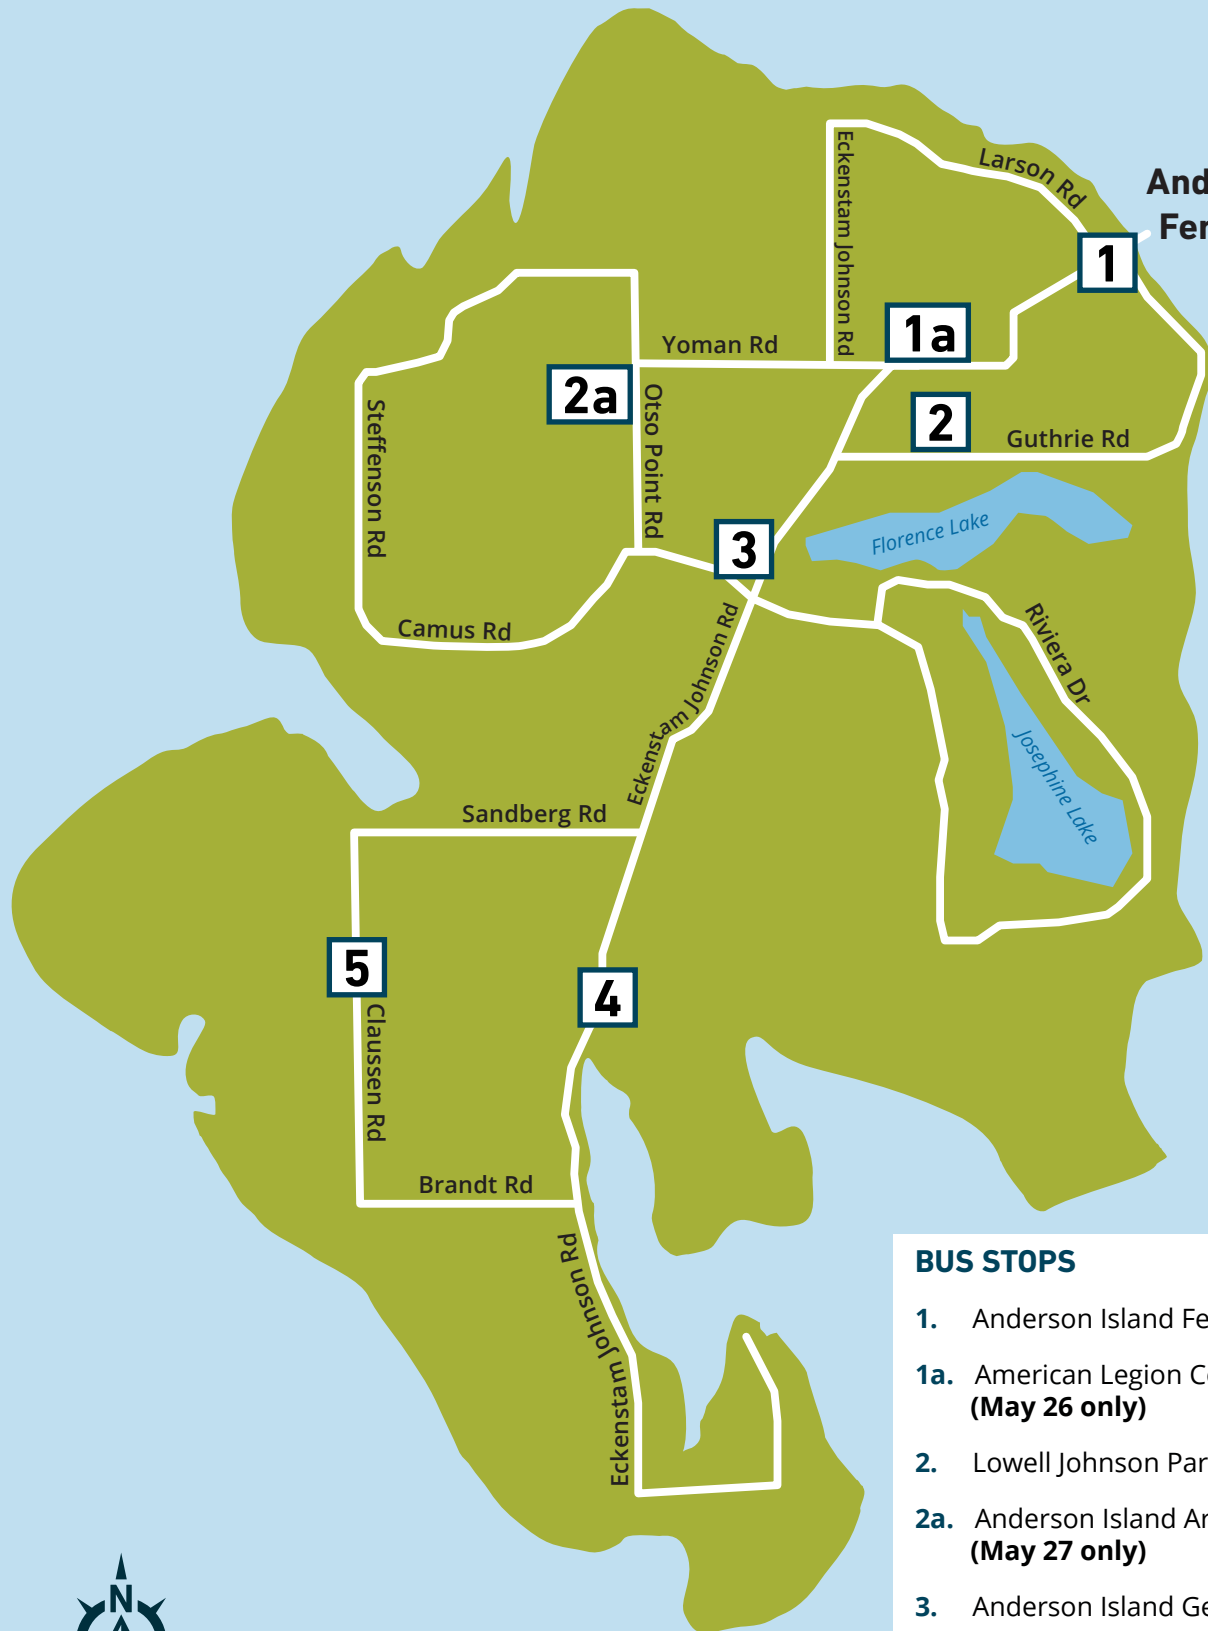 Eckenstam Johnson Rd
Larson Rd
And
Fer
1
1a
Yoman Rd
2a
Otso Point Rd
2
Guthrie Rd
Steffenson Rd
Florence Lake
3
Camus Rd
Eckenstam Johnson Rd
Riviera Dr
Josephine Lake
Sandberg Rd
5
4
Claussen Rd
Brandt Rd
Eckenstam Johnson Rd
BUS STOPS
1. Anderson Island Fe
1a. American Legion C
(May 26 only)
2. Lowell Johnson Par
2a. Anderson Island Ar
(May 27 only)
3. Anderson Island Ge
N